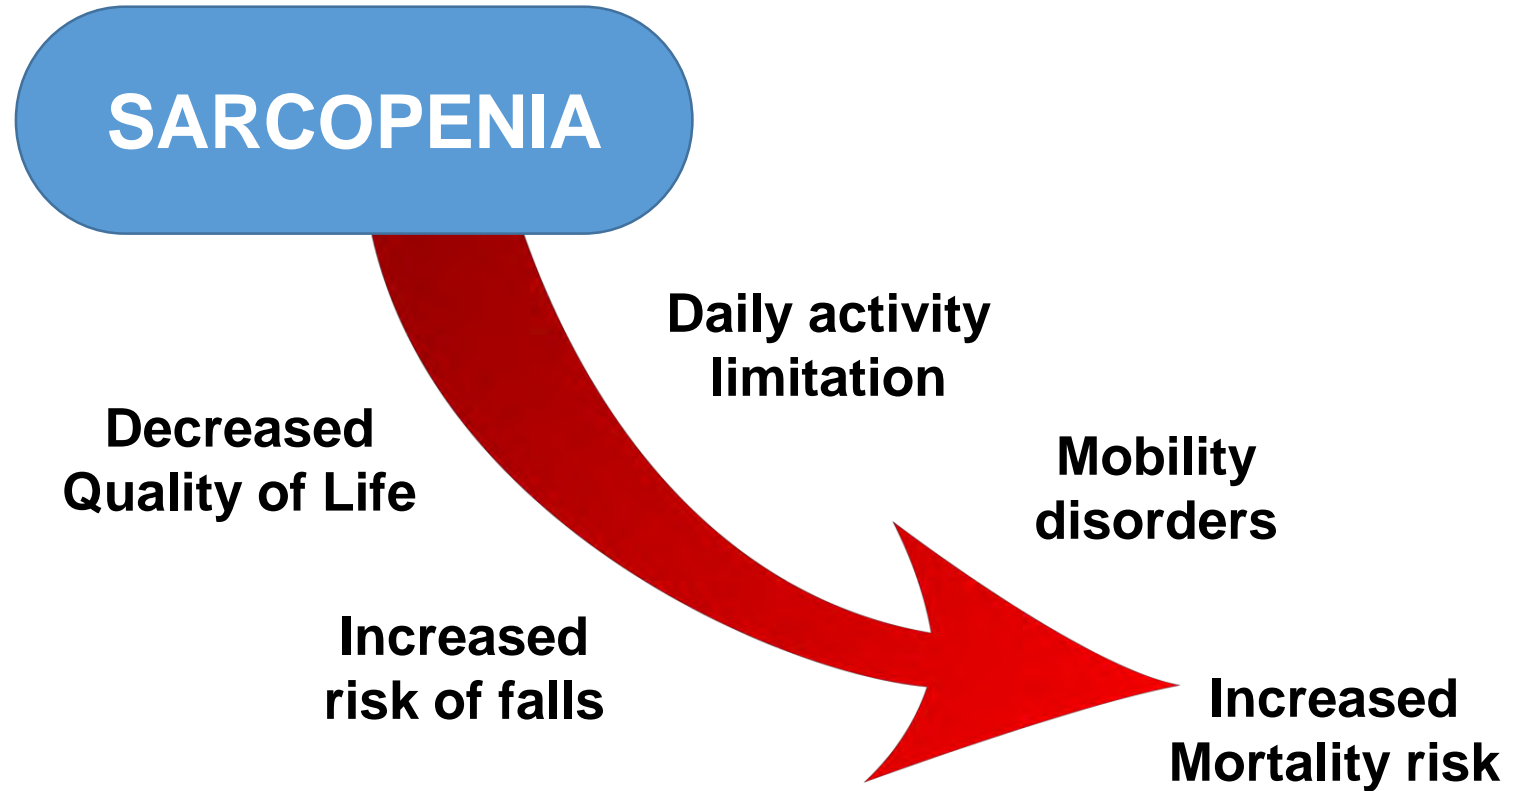 SARCOPENIA
Daily activity
limitation
Decreased
Quality of Life
Mobility
disorders
Increased
risk of falls
Increased
Mortality risk